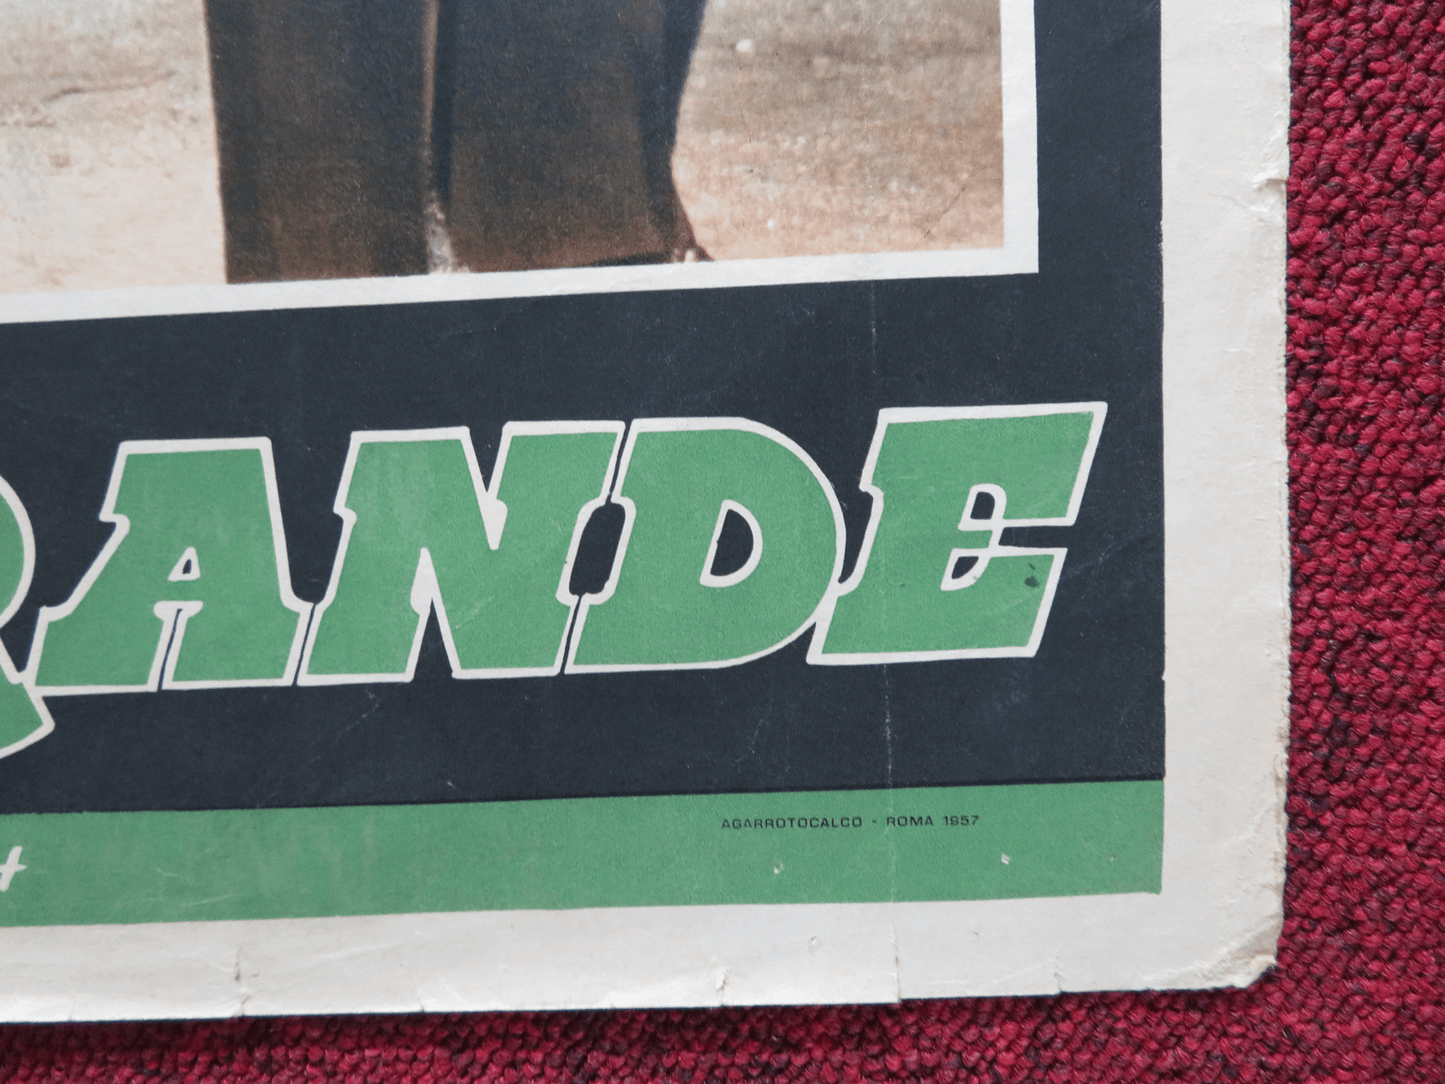 RANDE
AGARROTOCALCO - ROMA 1957